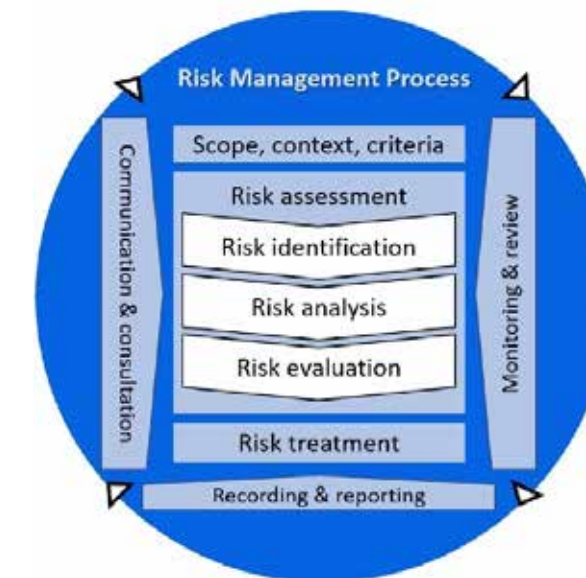 Risk Management Process
Scope, context, criteria
Risk assessment
Risk identification
Risk analysis
Risk evaluation
Risk treatment
Communication & consultation
Monitoring & review
Recording & reporting